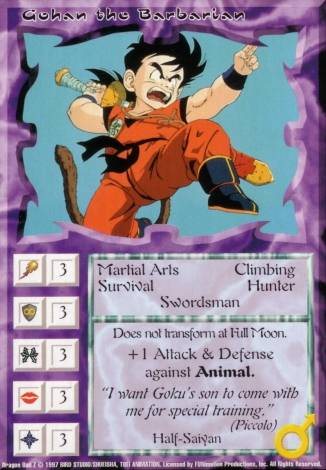 Gohan the Barbarian
3
3
3
3
3
Martial Arts Climbing
Survival Hunter
Swordsman
Does not transform at Full Moon.
+1 Attack & Defense
against Animal.
"I want Goku's son to come with
me for special training."
(Piccolo)
Half-Saiyan
Dragon Ball Z © 1997 BIRD STUDIO/SHUEISHA, TOEI ANIMATION. Licensed by FUNimation Productions, Inc. All Rights Reserved.